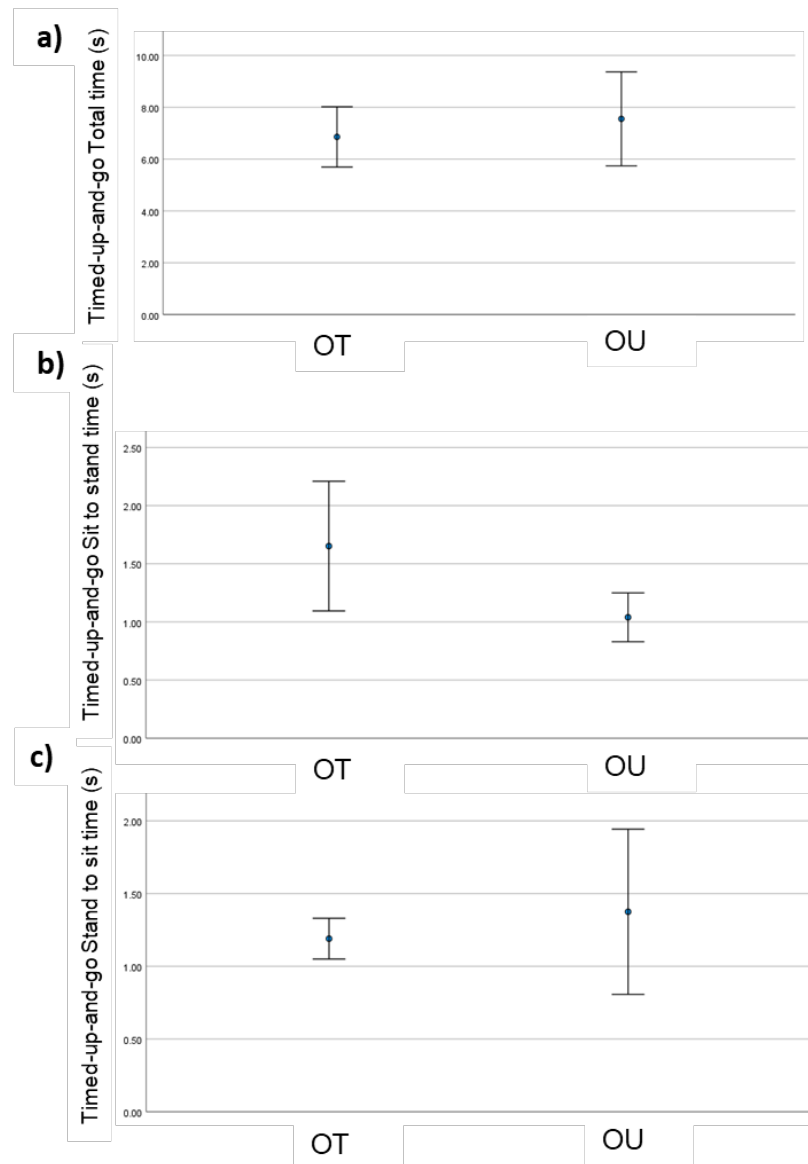 a)
Timed-up-and-go Total time (s)
10.00
8.00
6.00
4.00
2.00
0.00
OT OU
b)
Timed-up-and-go Sit to stand time (s)
2.50
2.00
1.50
1.00
0.50
0.00
OT OU
c)
Timed-up-and-go Stand to sit time (s)
2.00
1.50
1.00
0.50
0.00
OT OU